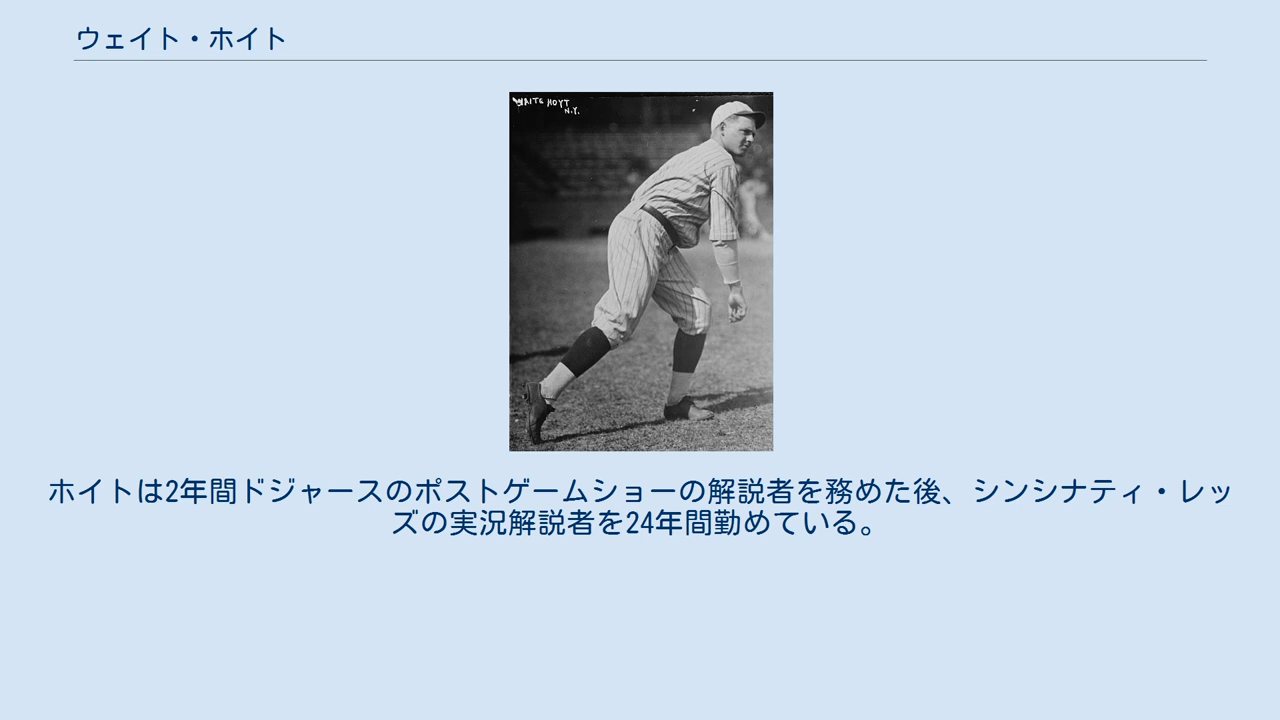 ウェイト・ホイト
WAITE HOYT
N.Y.
ホイトは2年間ドジャースのポストゲームショーの解説者を務めた後、シンシナティ・レッ
ズの実況解説者を24年間勤めている。